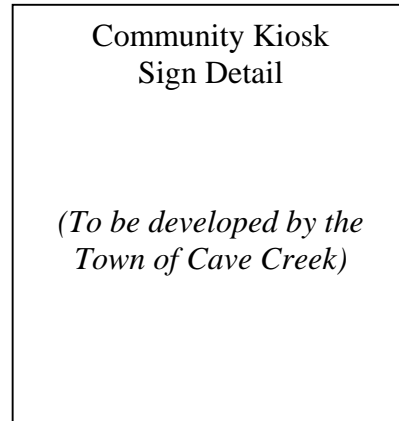 Community Kiosk
Sign Detail
(To be developed by the
Town of Cave Creek)